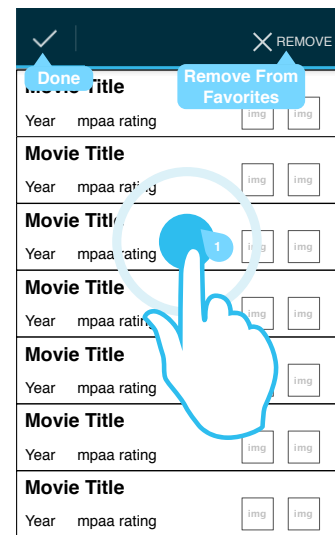 REMOVE
Done
Remove From
Favorites
Movie Title
Year mpaa rating img img
Movie Title
Year mpaa rating img img
Movie Title
Year mpaa rating 1 img img
Movie Title
Year mpaa rating img img
Movie Title
Year mpaa rating img
Movie Title
Year mpaa rating img img
Movie Title
Year mpaa rating img img